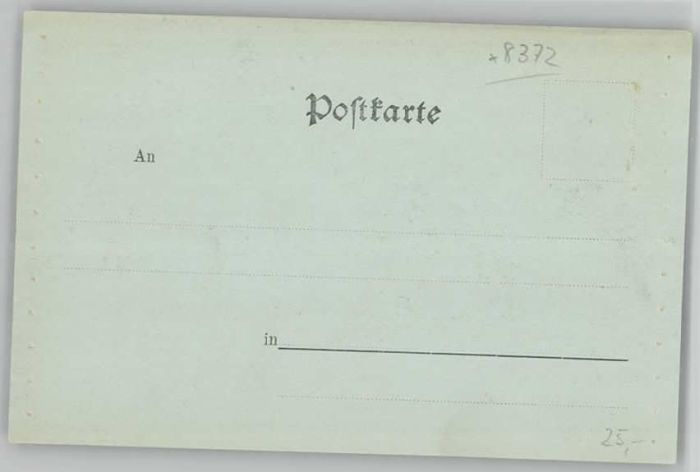 *8372
Poſtkarte
An
in
25,-